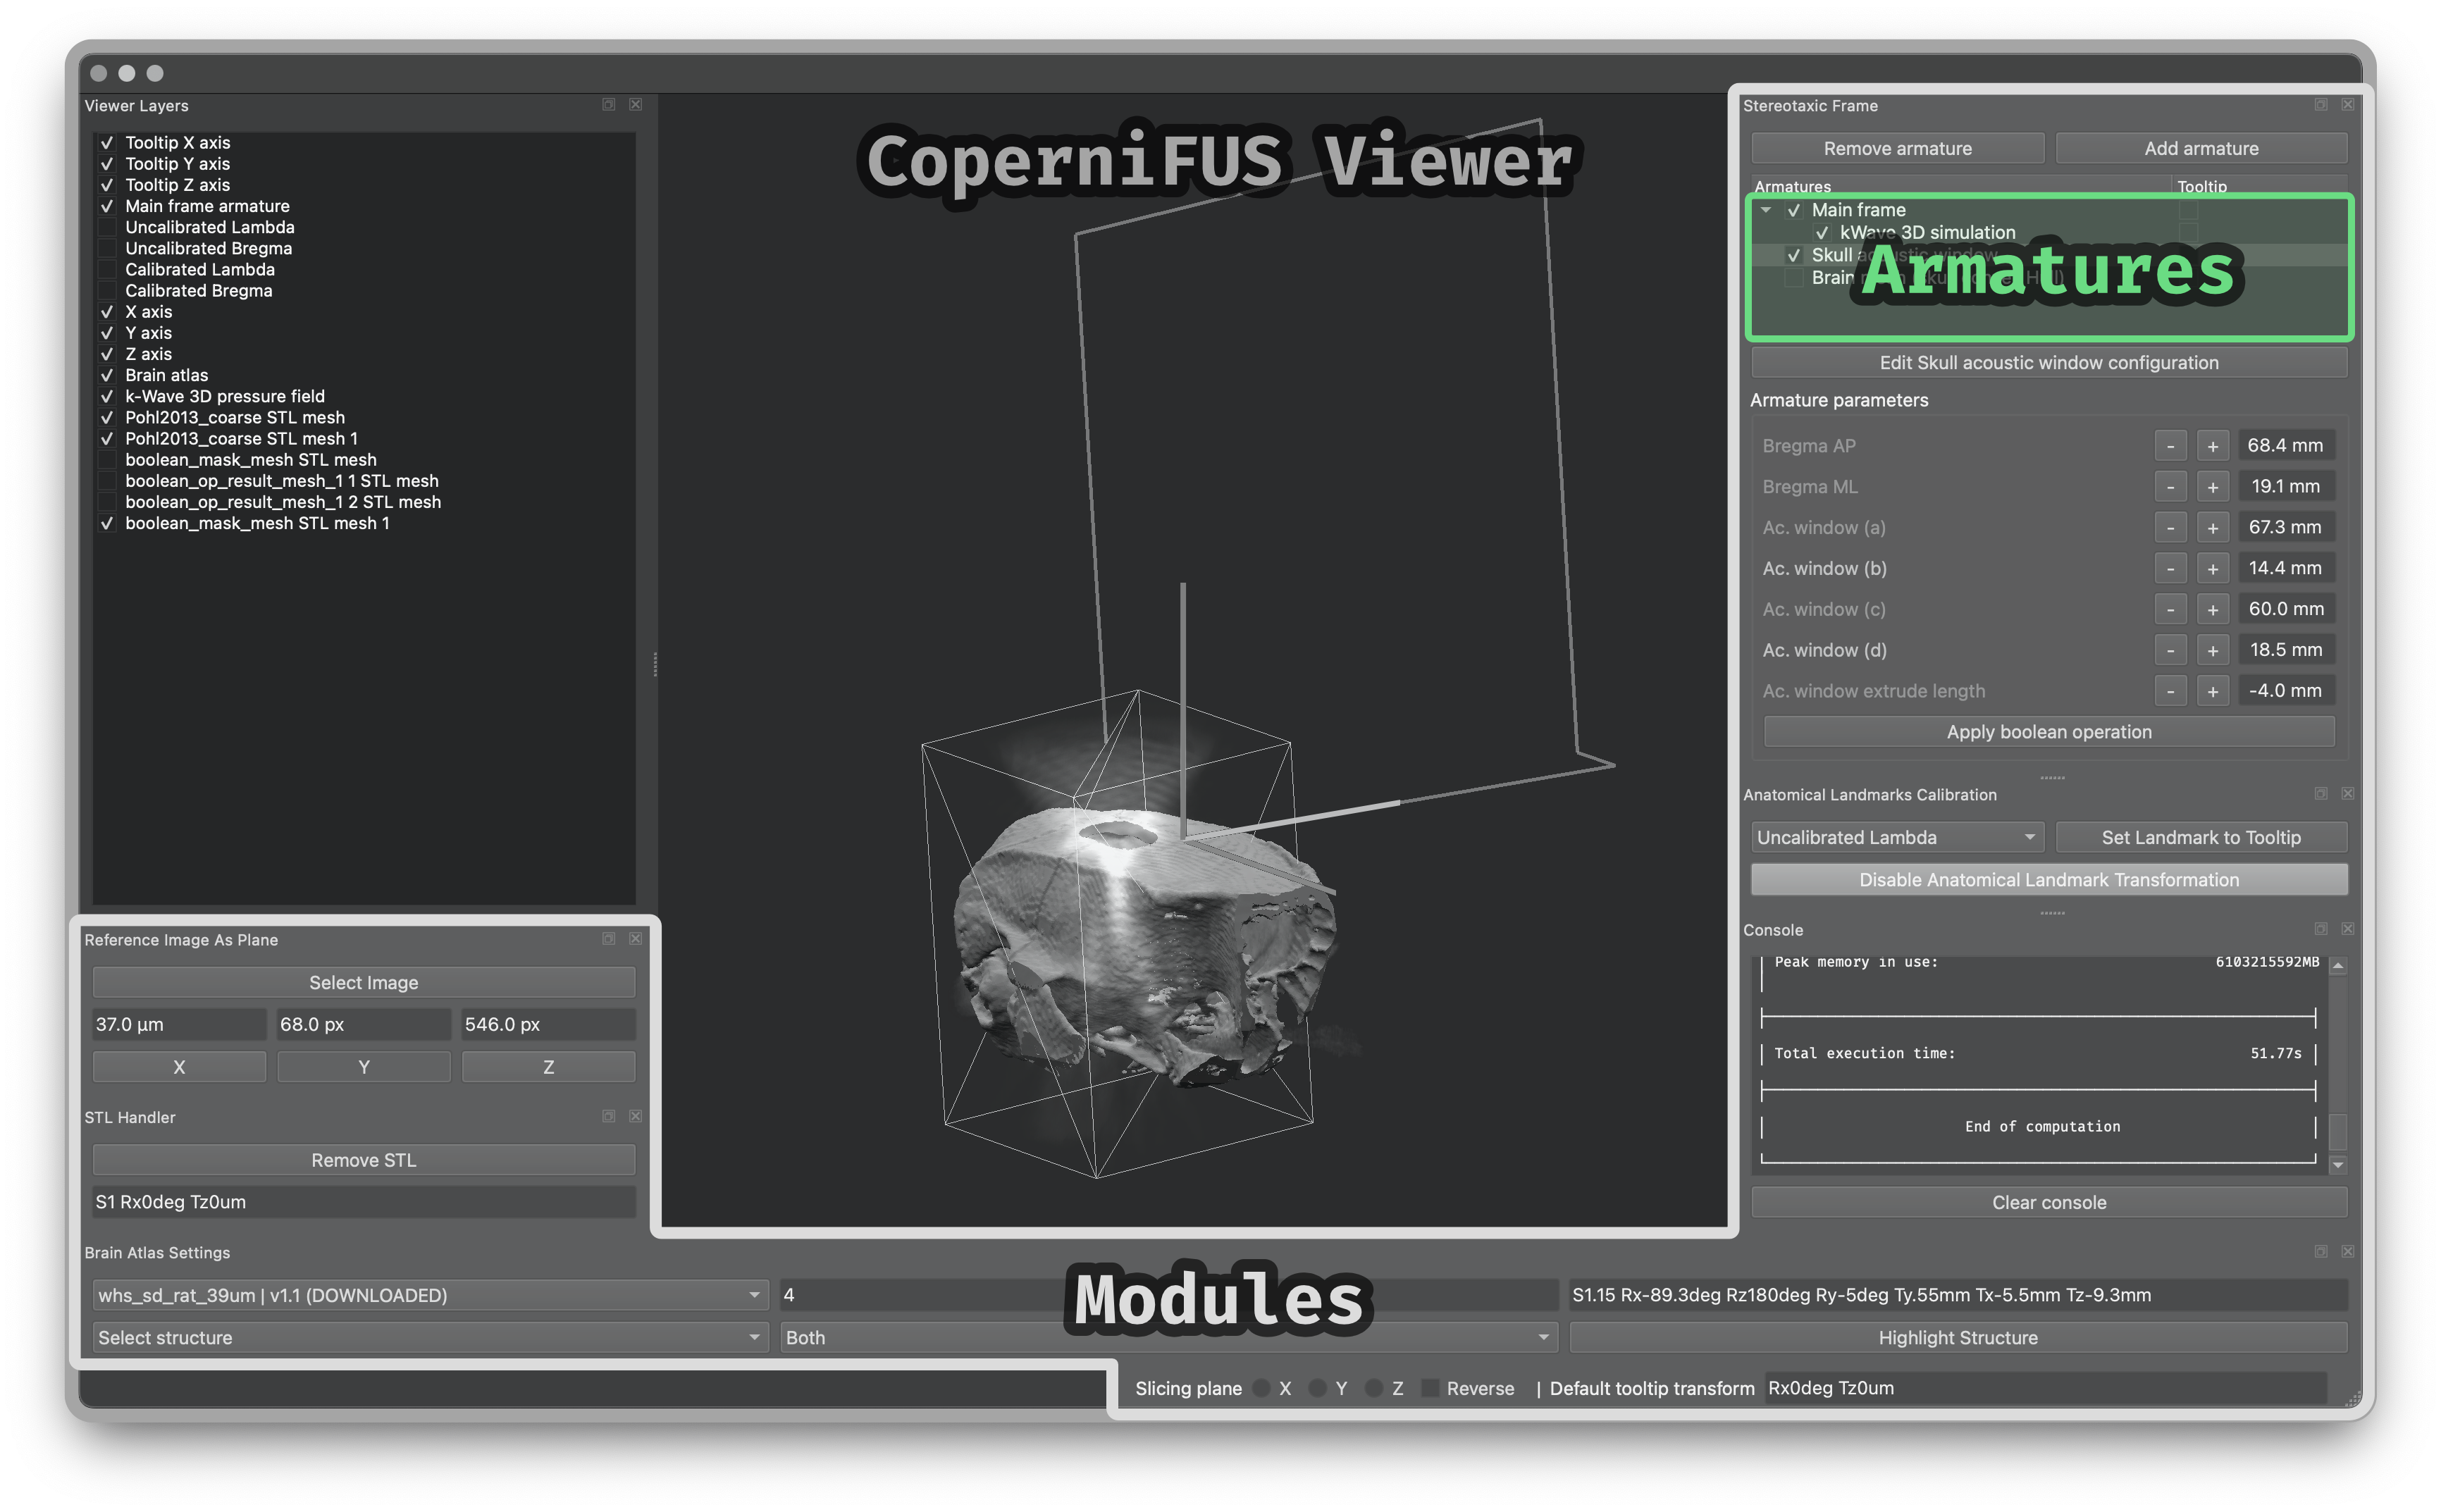 Viewer Layers
Tooltip X axis
Tooltip Y axis
Tooltip Z axis
Main frame armature
Uncalibrated Lambda
Uncalibrated Bregma
Calibrated Lambda
Calibrated Bregma
X axis
Y axis
Z axis
Brain atlas
k-Wave 3D pressure field
Pohl2013_coarse STL mesh
Pohl2013_coarse STL mesh 1
boolean_mask_mesh STL mesh
boolean_op_result_mesh_1 1 STL mesh
boolean_op_result_mesh_1 2 STL mesh
boolean_mask_mesh STL mesh 1
CoperniFUS Viewer
Stereotaxic Frame
Remove armature Add armature
Armatures Tooltip
Main frame
kWave 3D simulation
Skull acoustic window
Brain
Armatures
Edit Skull acoustic window configuration
Armature parameters
Bregma AP - + 68.4 mm
Bregma ML - + 19.1 mm
Ac. window (a) - + 67.3 mm
Ac. window (b) - + 14.4 mm
Ac. window (c) - + 60.0 mm
Ac. window (d) - + 18.5 mm
Ac. window extrude length - + -4.0 mm
Apply boolean operation
Anatomical Landmarks Calibration
Uncalibrated Lambda Set Landmark to Tooltip
Disable Anatomical Landmark Transformation
Console
Peak memory in use: 6103215592MB
Total execution time: 51.77s
End of computation
Clear console
Reference Image As Plane
Select Image
37.0 µm 68.0 px 546.0 px
X Y Z
STL Handler
Remove STL
S1 Rx0deg Tz0um
Brain Atlas Settings
whs_sd_rat_39um | v1.1 (DOWNLOADED) 4 S1.15 Rx-89.3deg Rz180deg Ry-5deg Ty.55mm Tx-5.5mm Tz-9.3mm
Select structure Both Highlight Structure
Modules
Slicing plane X Y Z Reverse | Default tooltip transform Rx0deg Tz0um